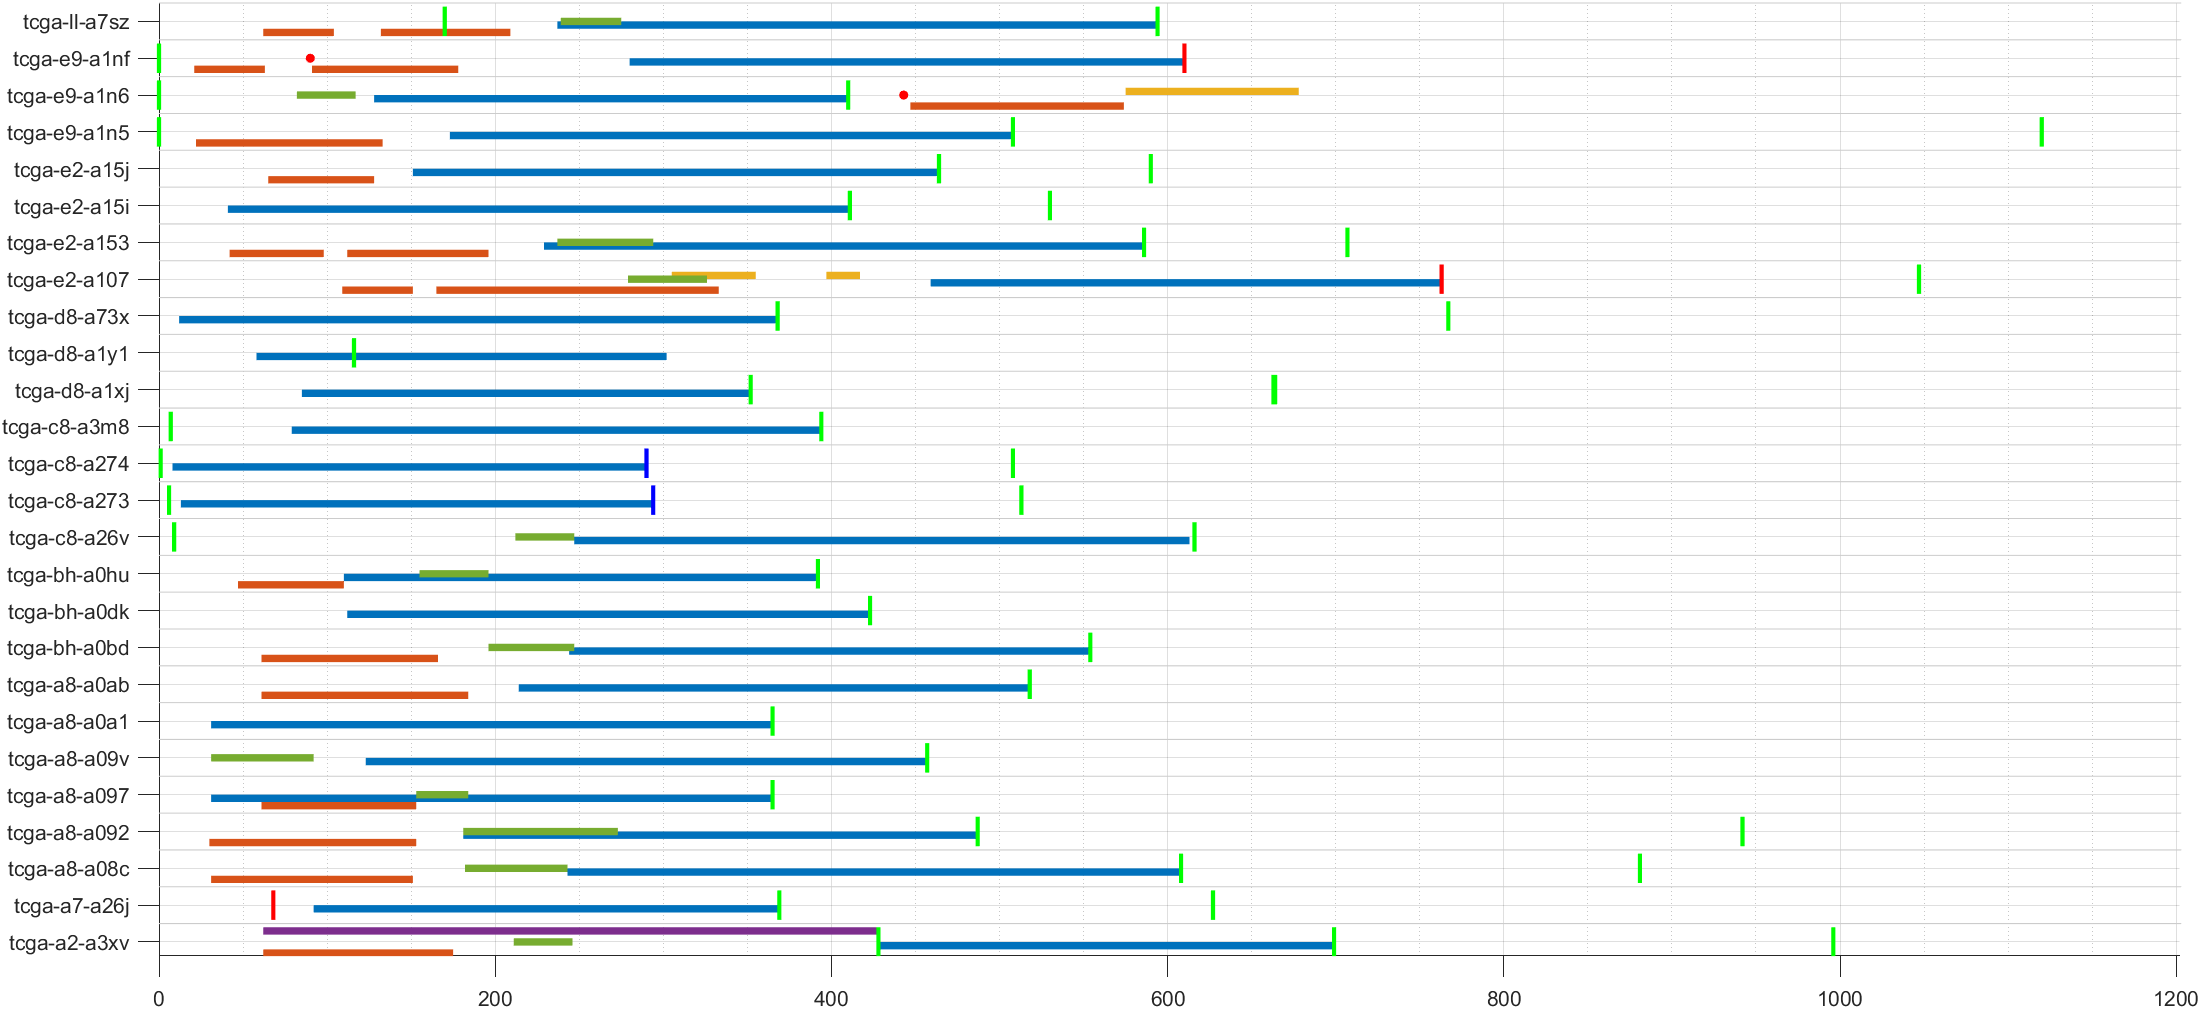 tcga-ll-a7sz
tcga-e9-a1nf
tcga-e9-a1n6
tcga-e9-a1n5
tcga-e2-a15j
tcga-e2-a15i
tcga-e2-a153
tcga-e2-a107
tcga-d8-a73x
tcga-d8-a1y1
tcga-d8-a1xj
tcga-c8-a3m8
tcga-c8-a274
tcga-c8-a273
tcga-c8-a26v
tcga-bh-a0hu
tcga-bh-a0dk
tcga-bh-a0bd
tcga-a8-a0ab
tcga-a8-a0a1
tcga-a8-a09v
tcga-a8-a097
tcga-a8-a092
tcga-a8-a08c
tcga-a7-a26j
tcga-a2-a3xv
0 200 400 600 800 1000 1200